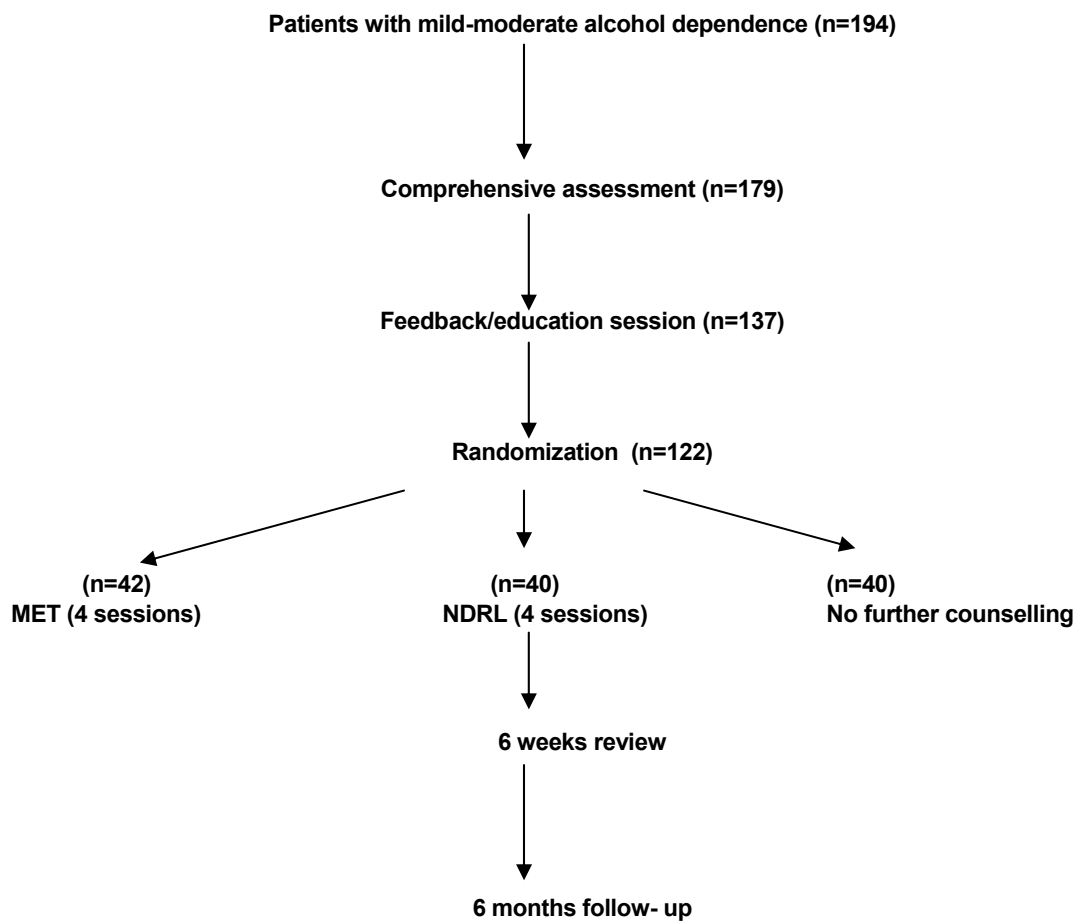 Patients with mild-moderate alcohol dependence (n=194)
Comprehensive assessment (n=179)
Feedback/education session (n=137)
Randomization (n=122)
(n=42)
MET (4 sessions)
(n=40)
NDRL (4 sessions)
(n=40)
No further counselling
6 weeks review
6 months follow- up